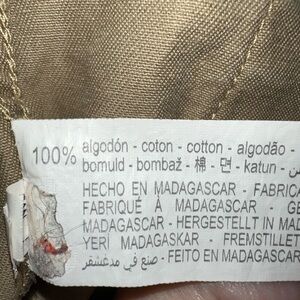 100% algodón - coton - cotton - algodão -
bomuld - bombaž - 棉 - 면 - katun -
HECHO EN MADAGASCAR - FABRIC
FABRIQUÉ À MADAGASCAR - GE
MADAGASCAR - HERGESTELLT IN MAD
YERİ MADAGASKAR - FREMSTILLET
صنع في مدغشقر - FEITO EN MADAGASCAR